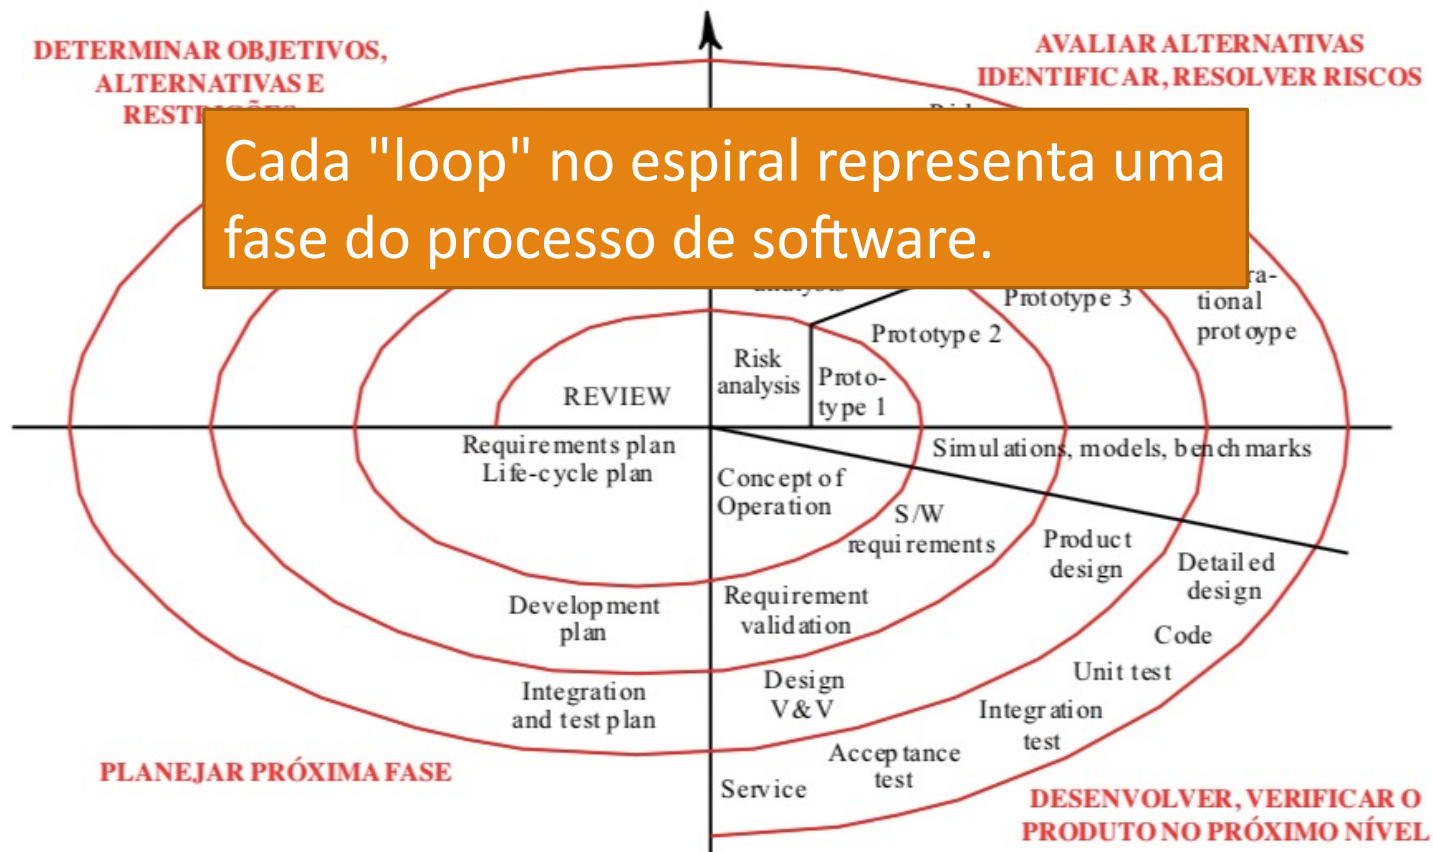 DETERMINAR OBJETIVOS,
ALTERNATIVAS E
AVALIAR ALTERNATIVAS
IDENTIFICAR, RESOLVER RISCOS
Cada "loop" no espiral representa uma
fase do processo de software.
tional
protoype
Prototype 3
Prototype 2
Risk
analysis
Proto-
type 1
REVIEW
Requirements plan
Life-cycle plan
Simulations, models, benchmarks
Concept of
Operation
S/W
requirements
Product
design
Detailed
design
Development
plan
Requirement
validation
Code
Unit test
Integration
and test plan
Design
V&V
Integration
test
Acceptance
test
Service
PLANEJAR PRÓXIMA FASE
DESENVOLVER, VERIFICAR O
PRODUTO NO PRÓXIMO NÍVEL